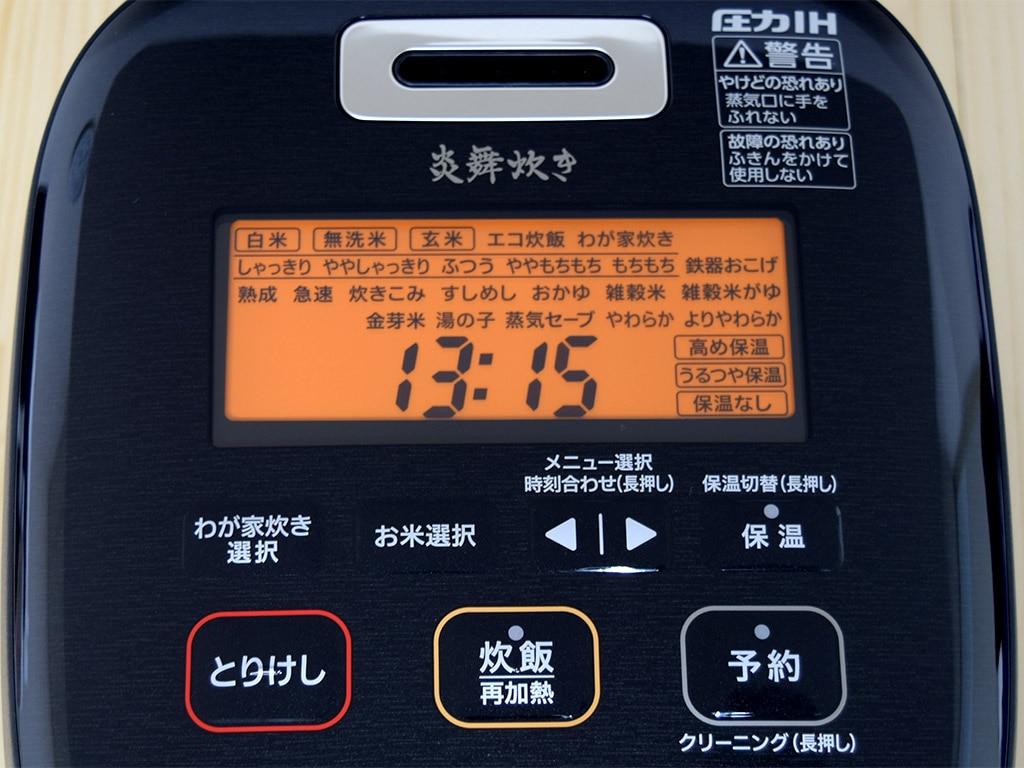 圧力IH
警告
やけどの恐れあり
蒸気口に手を
ふれない
故障の恐れあり
ふきんをかけて
使用しない
炎舞炊き
白米 無洗米 玄米 エコ炊飯 わが家炊き
しゃっきり ややしゃっきり ふつう ややもちもち もちもち 鉄器おこげ
熟成 急速 炊きこみ すしめし おかゆ 雑穀米 雑穀米がゆ
金芽米 湯の子 蒸気セーブ やわらか よりやわらか
13:15
高め保温
うるつや保温
保温なし
メニュー選択
時刻合わせ(長押し)
保温切替(長押し)
わが家炊き
選択
お米選択
保温
とりけし
炊飯
再加熱
予約
クリーニング(長押し)